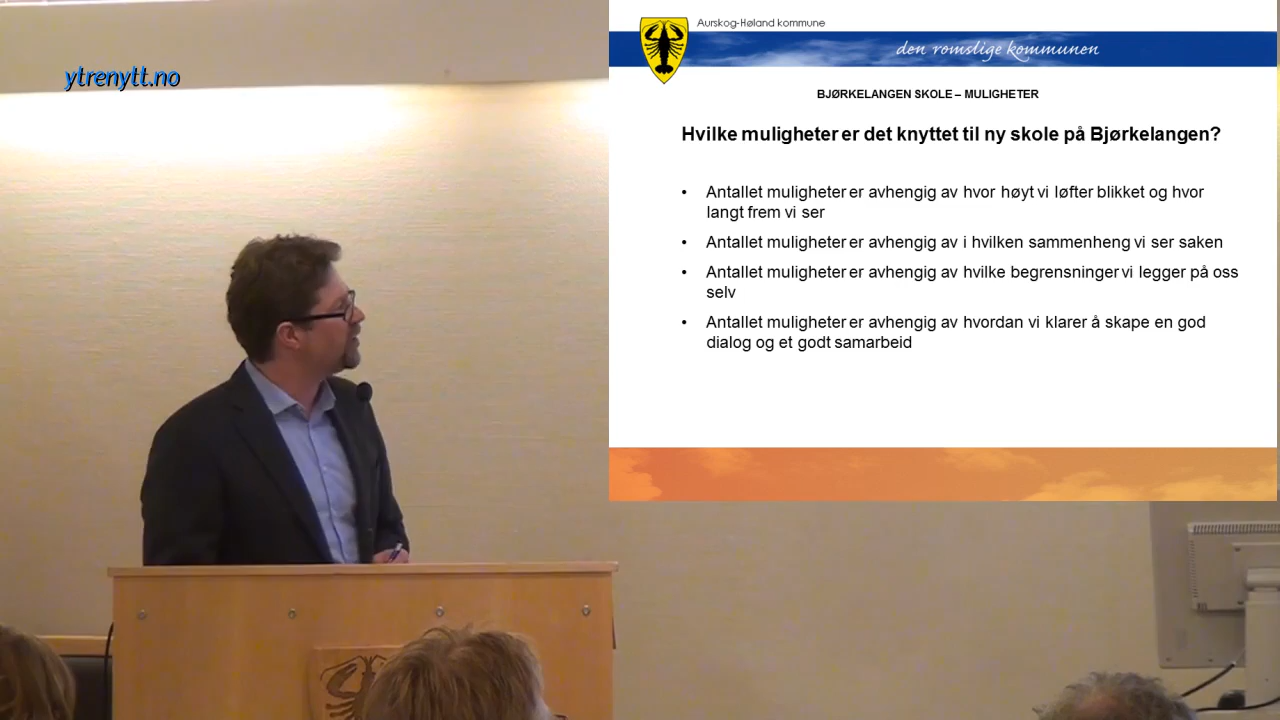 ytrenytt.no
Aurskog-Høland kommune
den romslige kommunen
BJØRKELANGEN SKOLE – MULIGHETER
Hvilke muligheter er det knyttet til ny skole på Bjørkelangen?
• Antallet muligheter er avhengig av hvor høyt vi løfter blikket og hvor
langt frem vi ser
• Antallet muligheter er avhengig av i hvilken sammenheng vi ser saken
• Antallet muligheter er avhengig av hvilke begrensninger vi legger på oss
selv
• Antallet muligheter er avhengig av hvordan vi klarer å skape en god
dialog og et godt samarbeid